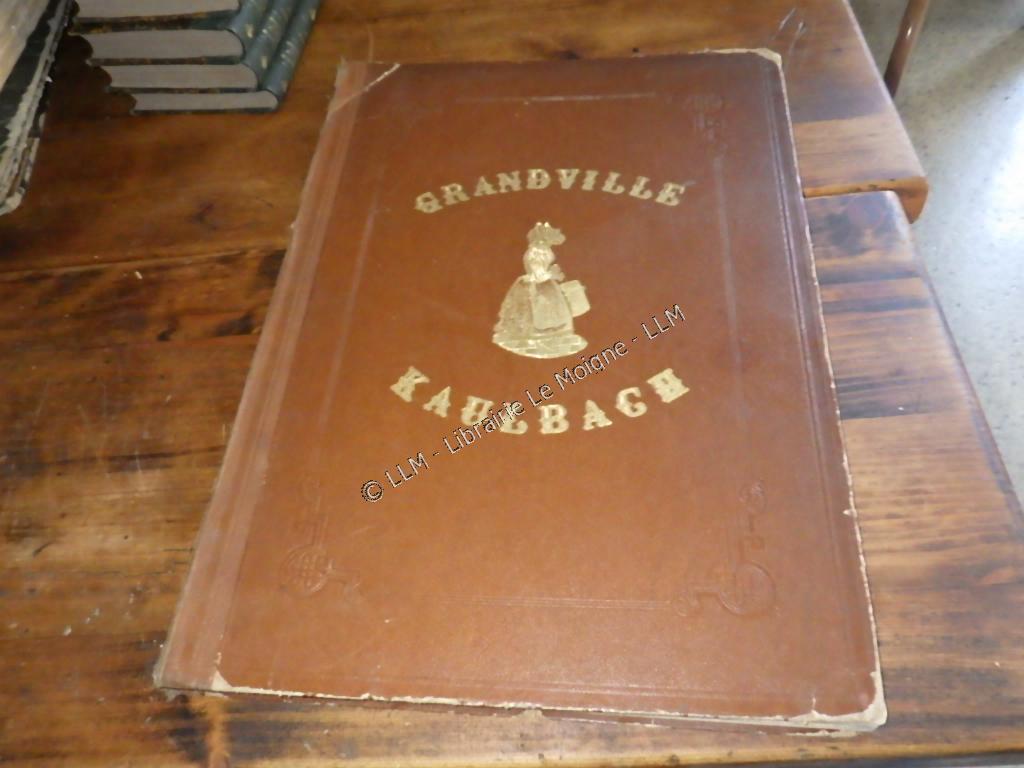 GRANDVILLE
KAULBACH
© LLM - Librairie Le Moigne - LLM